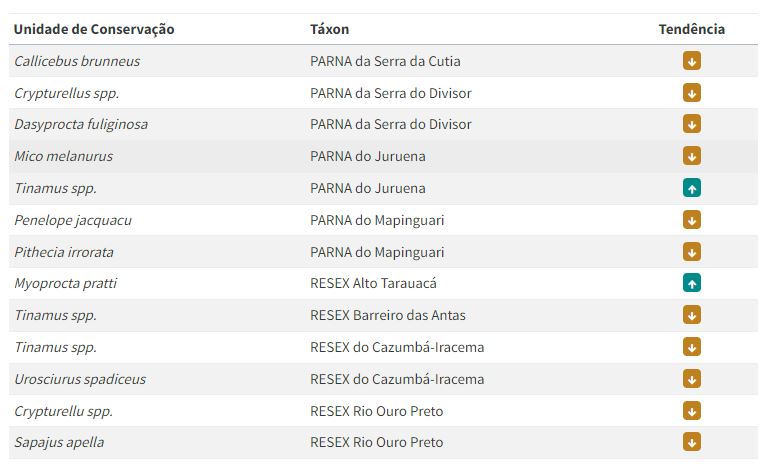 Unidade de Conservação Táxon Tendência
Callicebus brunneus PARNA da Serra da Cutia
Crypturellus spp. PARNA da Serra do Divisor
Dasyprocta fuliginosa PARNA da Serra do Divisor
Mico melanurus PARNA do Juruena
Tinamus spp. PARNA do Juruena
Penelope jacquacu PARNA do Mapinguari
Pithecia irrorata PARNA do Mapinguari
Myoprocta pratti RESEX Alto Tarauacá
Tinamus spp. RESEX Barreiro das Antas
Tinamus spp. RESEX do Cazumbá-Iracema
Urosciurus spadiceus RESEX do Cazumbá-Iracema
Crypturellu spp. RESEX Rio Ouro Preto
Sapajus apella RESEX Rio Ouro Preto